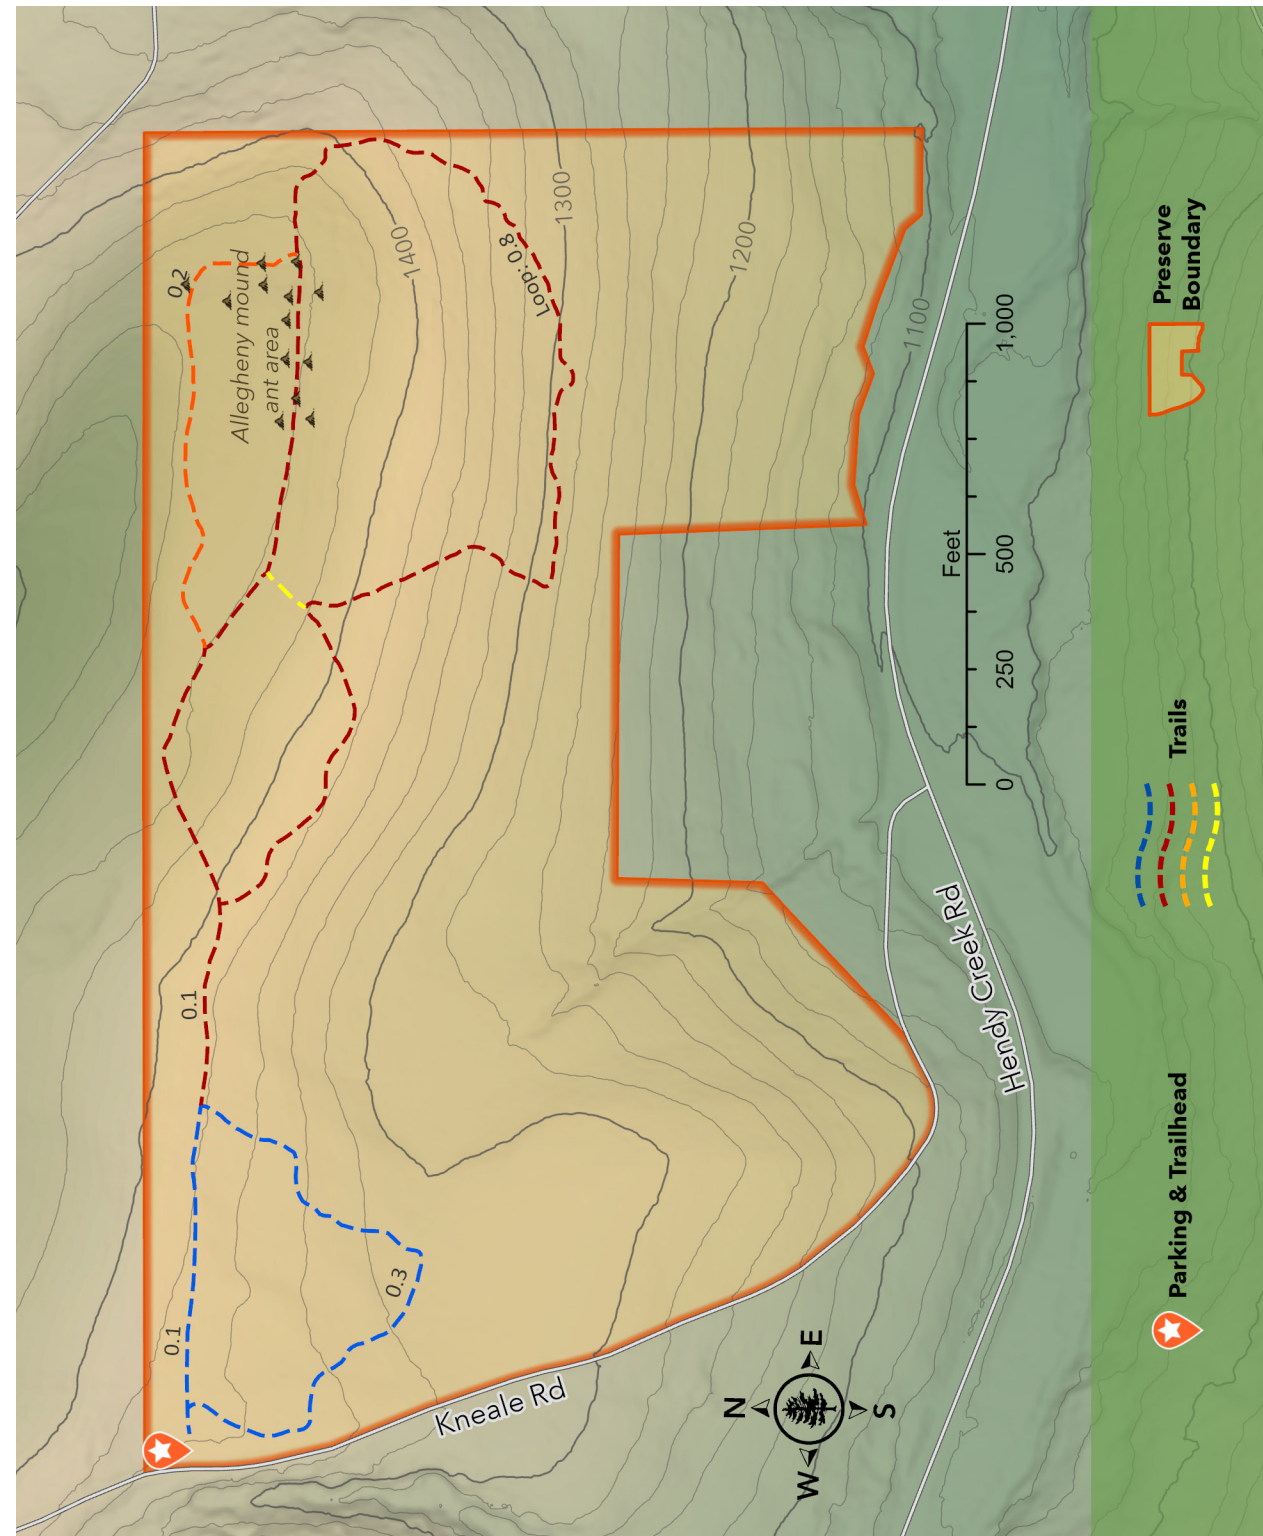 0.2
Allegheny mound
ant area
1400
Loop: 0.8
1300
1200
1100
0.1
0.1
0.3
Kneale Rd
Hendy Creek Rd
N
W
E
S
Feet
0
250
500
1,000
Parking & Trailhead
Trails
Preserve
Boundary